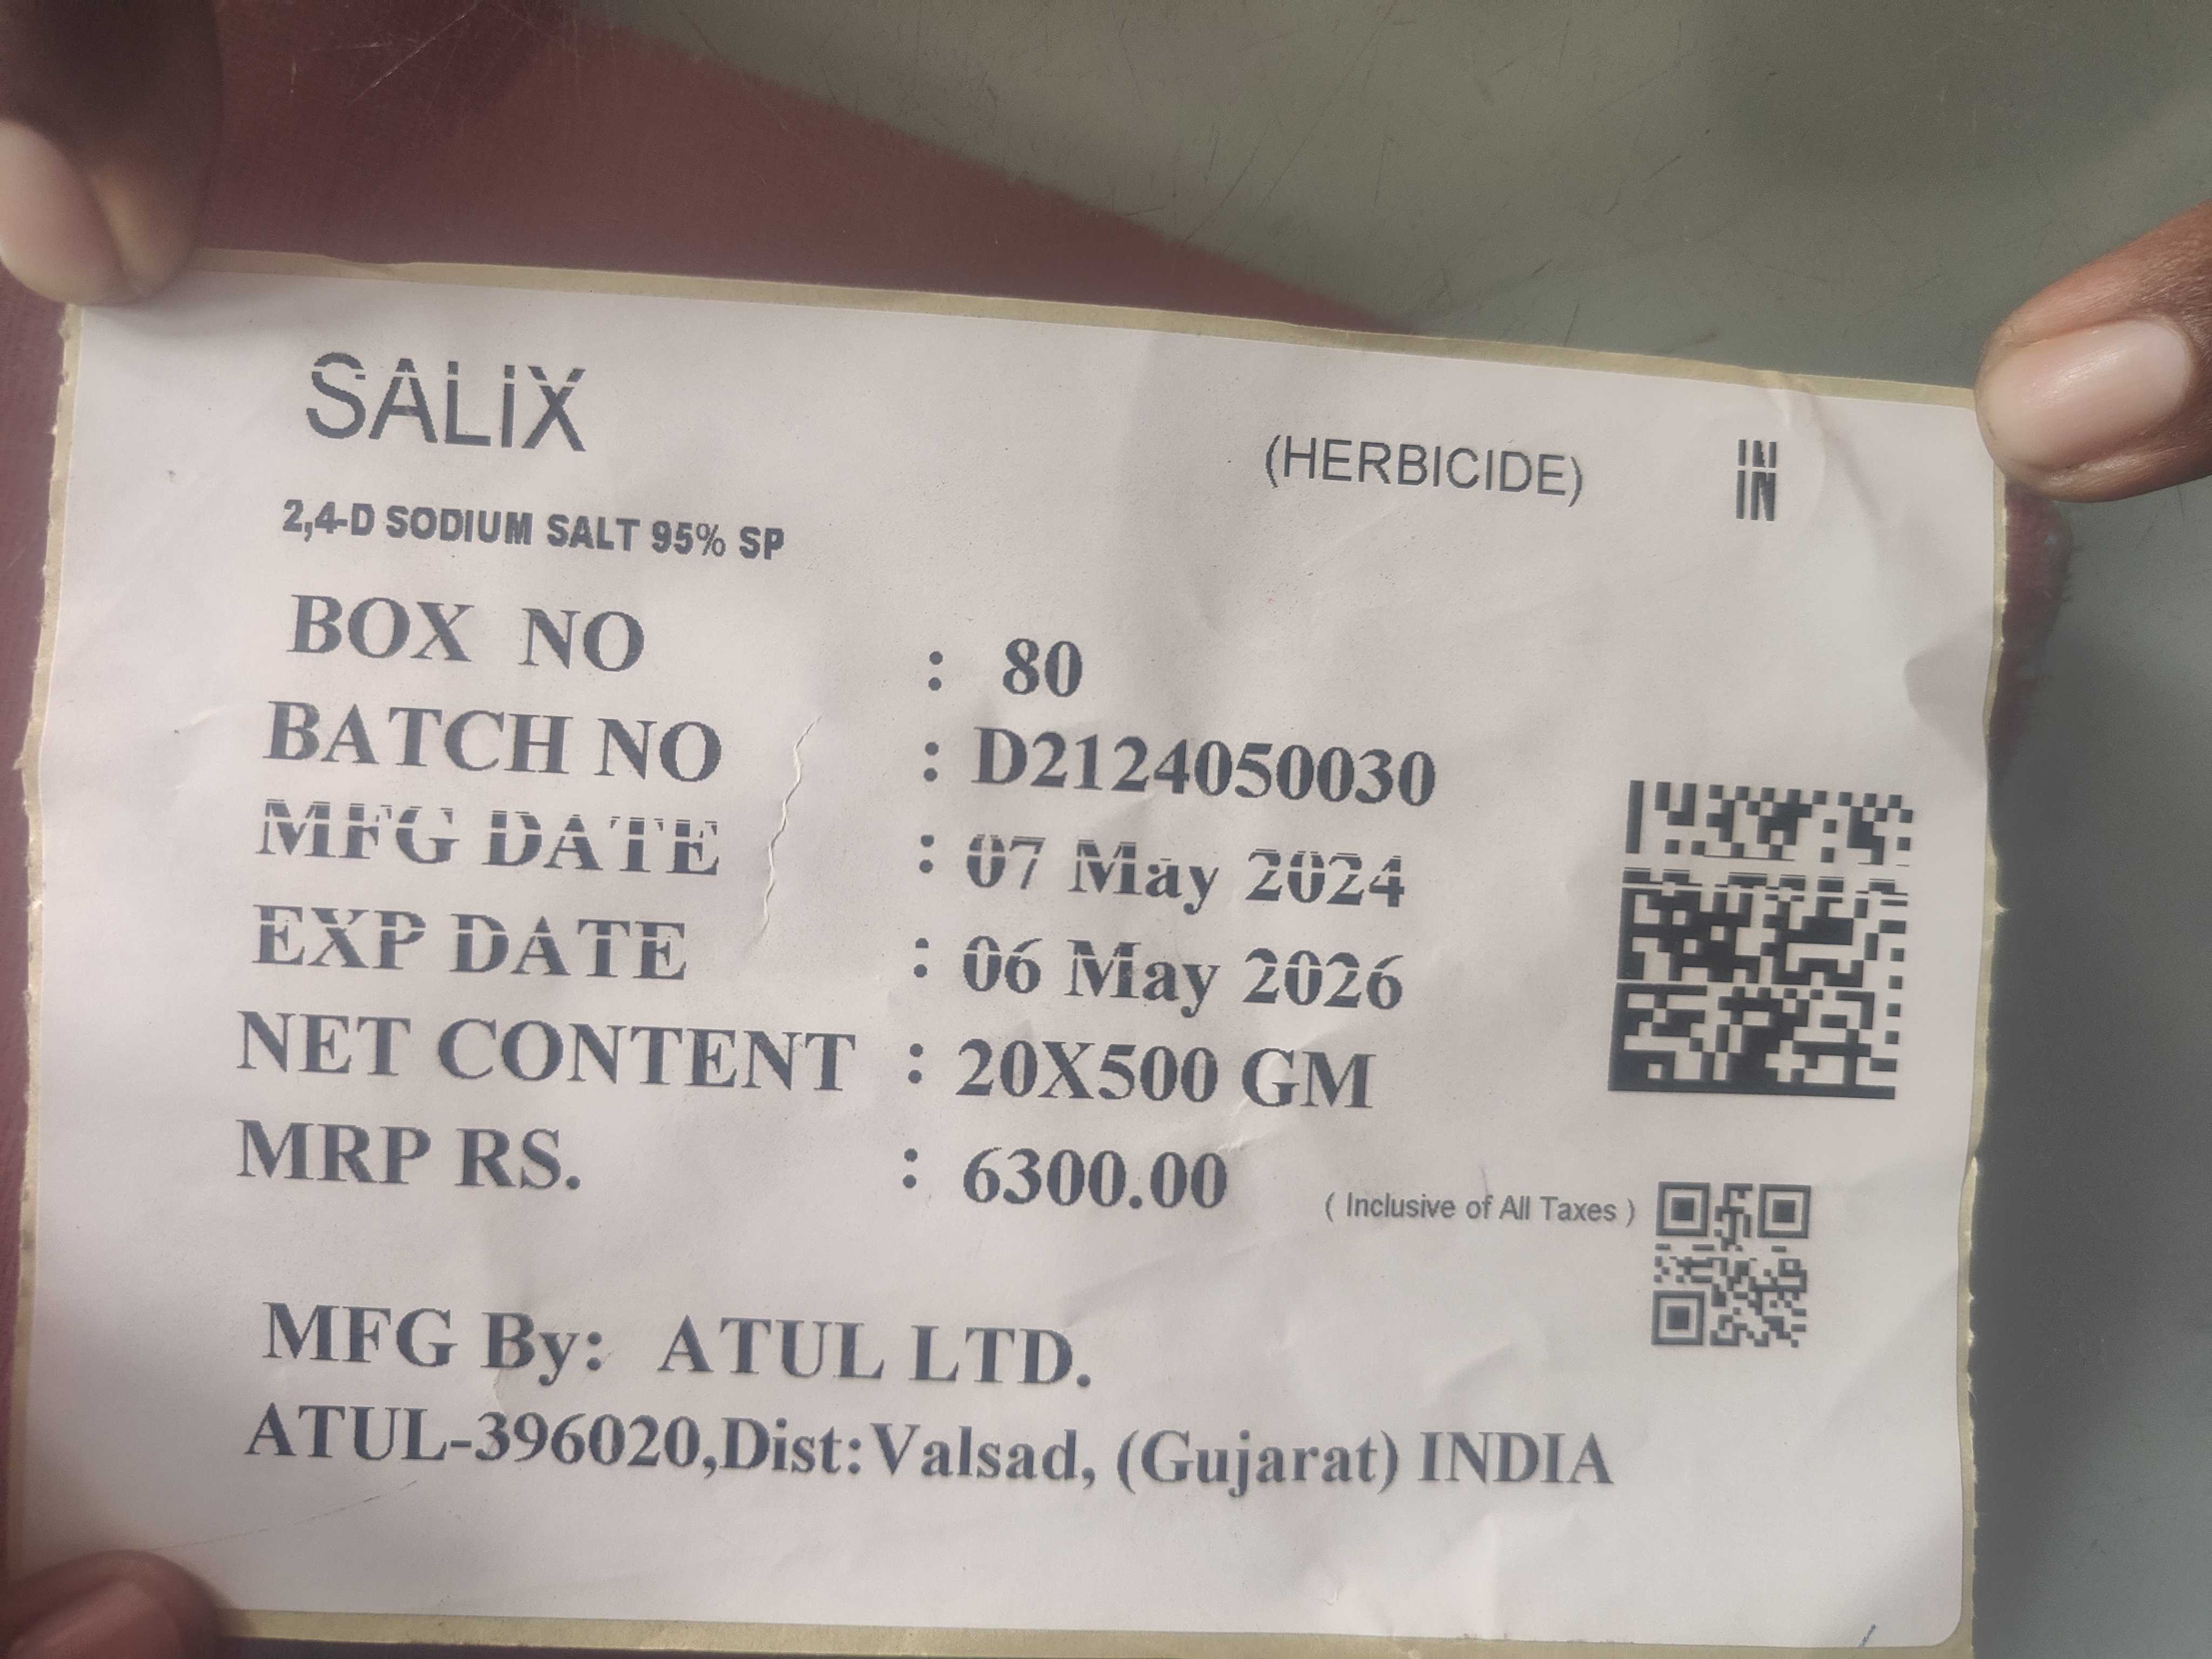 SALIX
(HERBICIDE)
IN
IN
2,4-D SODIUM SALT 95% SP
BOX NO : 80
BATCH NO : D2124050030
MFG DATE : 07 May 2024
EXP DATE : 06 May 2026
NET CONTENT : 20X500 GM
MRP RS. : 6300.00 ( Inclusive of All Taxes )
MFG By: ATUL LTD.
ATUL-396020,Dist:Valsad, (Gujarat) INDIA